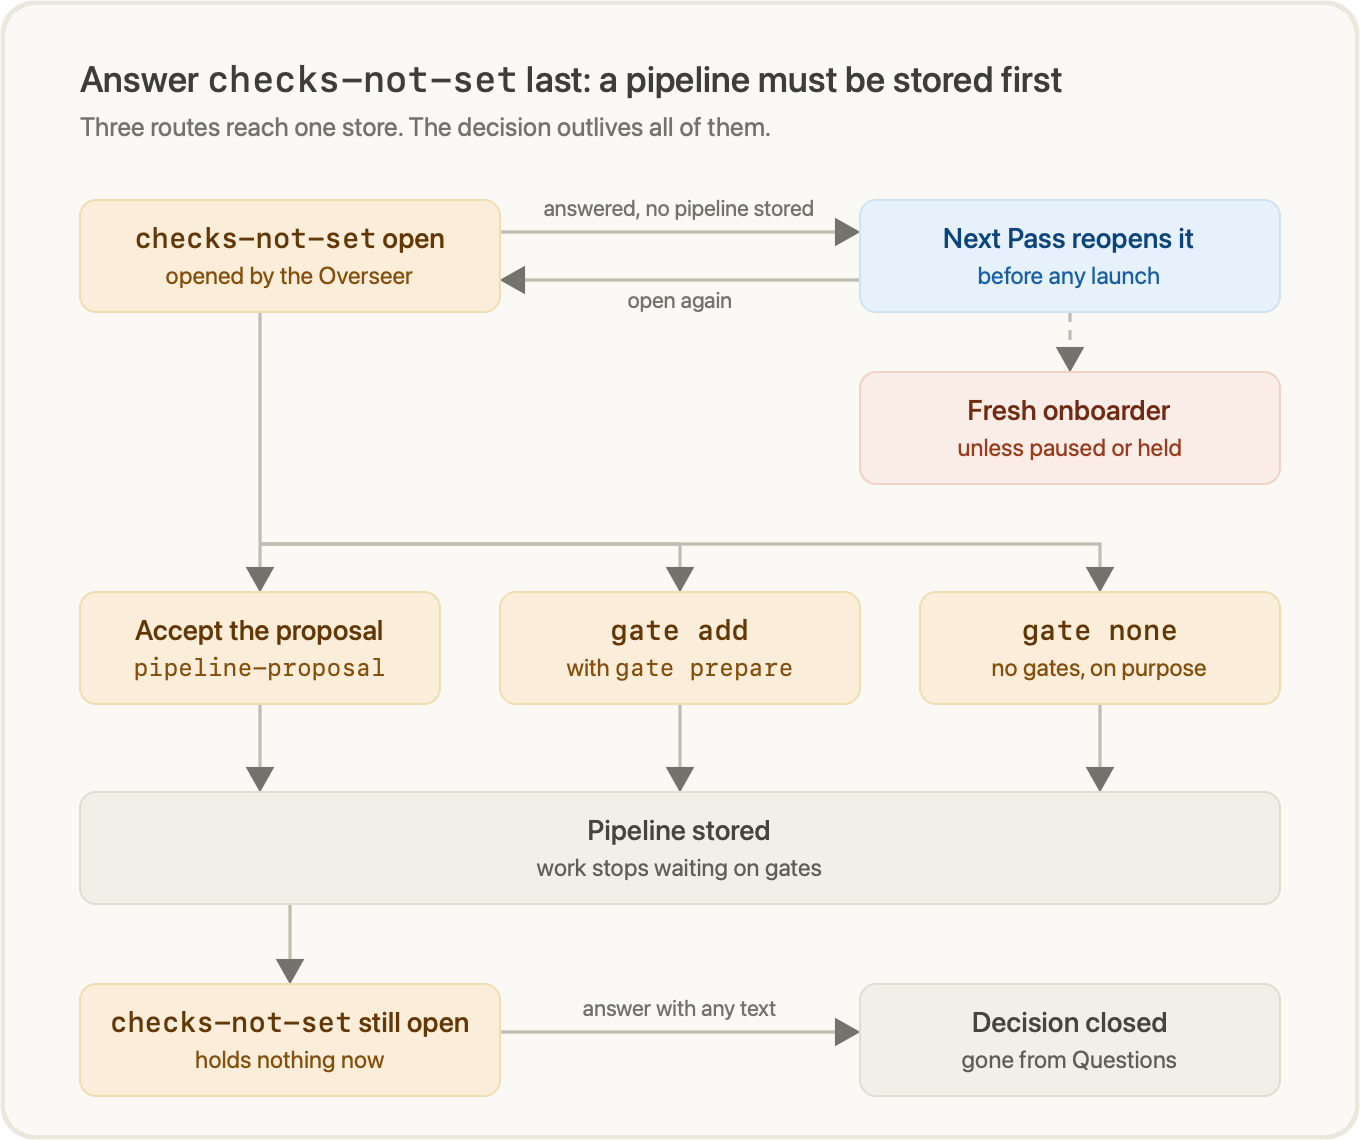 Answer checks-not-set last: a pipeline must be stored first
Three routes reach one store. The decision outlives all of them.
checks-not-set open
opened by the Overseer
answered, no pipeline stored
open again
Next Pass reopens it
before any launch
Fresh onboarder
unless paused or held
Accept the proposal
pipeline-proposal
gate add
with gate prepare
gate none
no gates, on purpose
Pipeline stored
work stops waiting on gates
checks-not-set still open
holds nothing now
answer with any text
Decision closed
gone from Questions